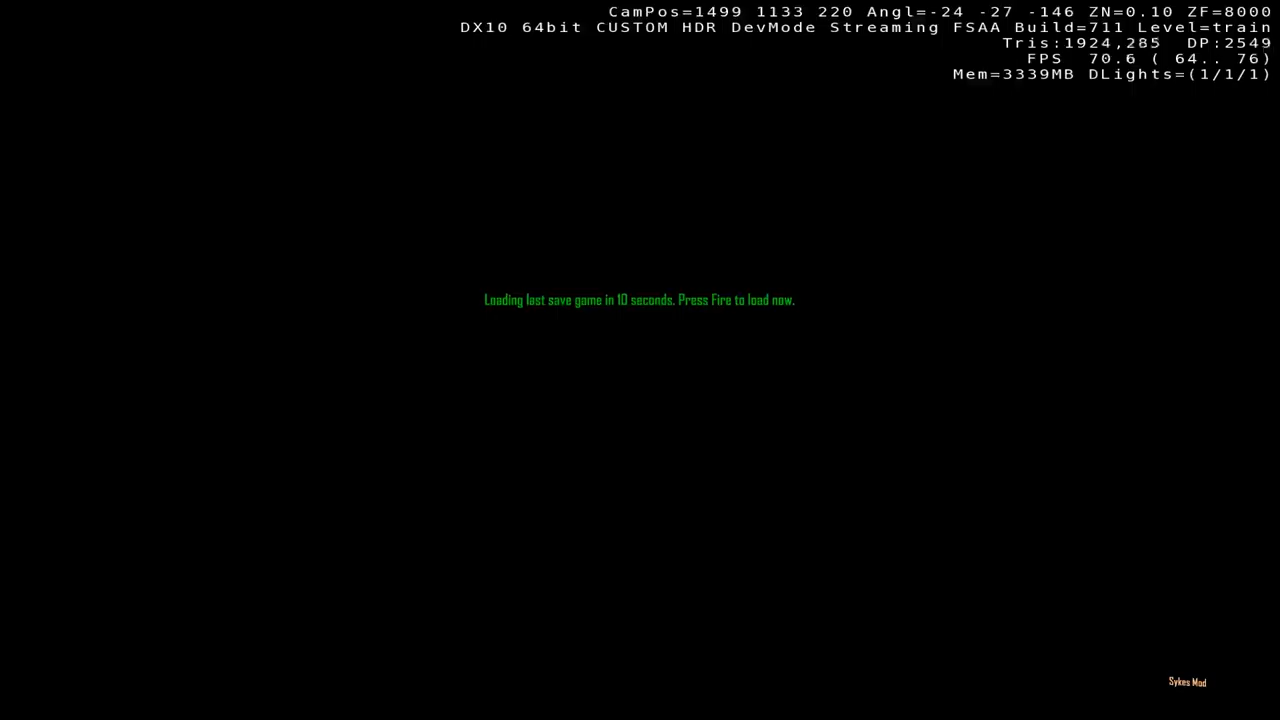 CamPos=1499 1133 220 Angl=-24 -27 -146 ZN=0.10 ZF=8000
DX10 64bit CUSTOM HDR DevMode Streaming FSAA Build=711 Level=train
Tris:1924,285 DP:2549
FPS 70.6 ( 64.. 76)
Mem=3339MB DLights=(1/1/1)
Loading last save game in 10 seconds. Press Fire to load now.
Sykes Mod